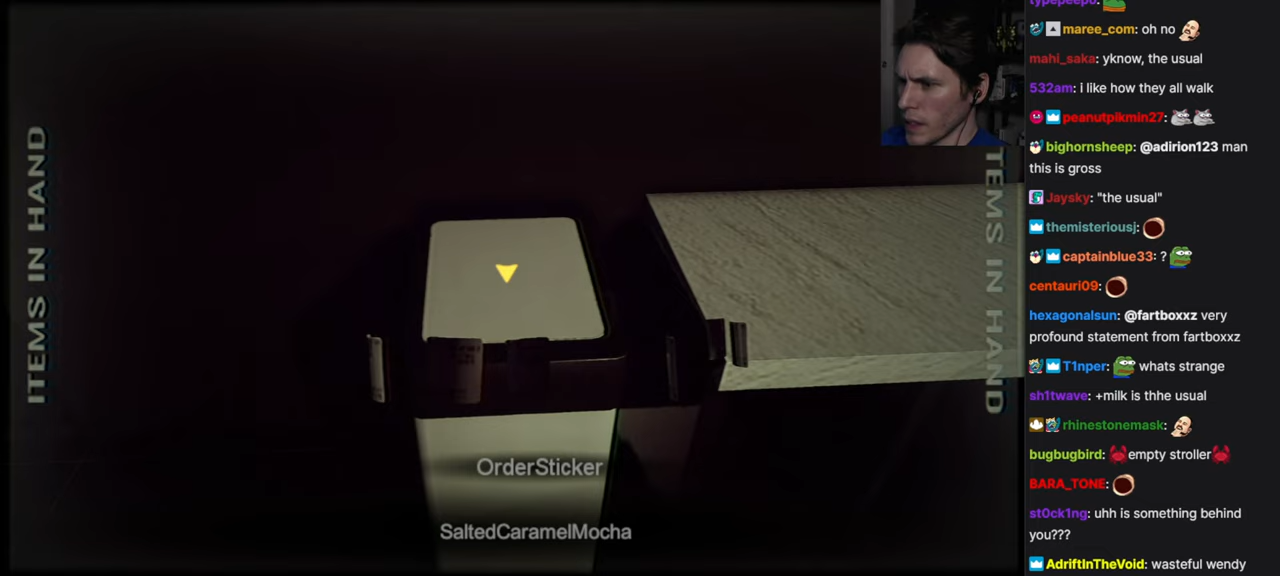 ITEMS IN HAND
TEMS IN HAND
OrderSticker
SaltedCaramelMocha
typepeepo:
maree_com: oh no
mahi_saka: yknow, the usual
532am: i like how they all walk
peanutpikmin27:
bighornsheep: @adirion123 man
this is gross
Jaysky: "the usual"
themisteriousj:
captainblue33: ?
centauri09:
hexagonalsun: @fartboxxz very
profound statement from fartboxxz
T1nper: whats strange
sh1twave: +milk is thhe usual
rhinestonemask:
bugbugbird: empty stroller
BARA_TONE:
st0ck1ng: uhh is something behind
you???
AdriftInTheVoid: wasteful wendy